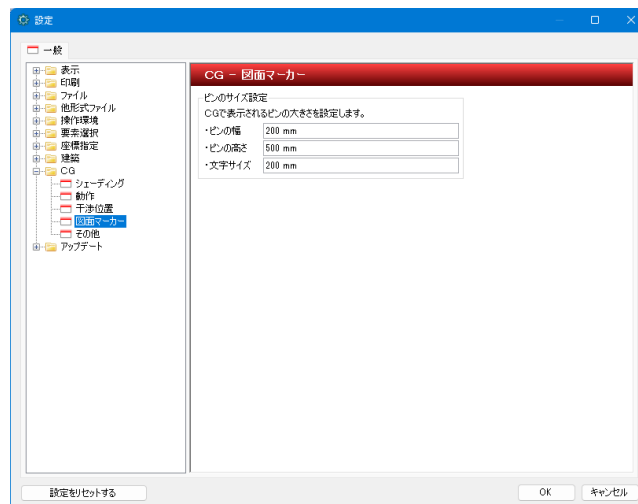 設定
一般
表示
印刷
ファイル
他形式ファイル
操作環境
要素選択
座標指定
建築
CG
シェーディング
動作
干渉位置
図面マーカー
その他
アップデート
CG - 図面マーカー
ピンのサイズ設定
CGで表示されるピンの大きさを設定します。
・ピンの幅 200 mm
・ピンの高さ 500 mm
・文字サイズ 200 mm
設定をリセットする
OK キャンセル